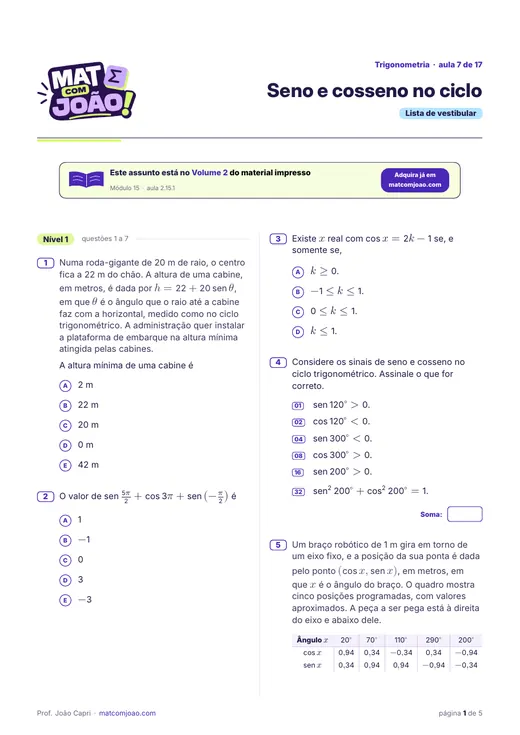 MAT Σ
COM
JOÃO!
Trigonometria · aula 7 de 17
Seno e cosseno no ciclo
Lista de vestibular
Este assunto está no Volume 2 do material impresso
Módulo 15 · aula 2.15.1
Adquira já em
matcomjoao.com
Nível 1 questões 1 a 7
1 Numa roda-gigante de 20 m de raio, o centro
fica a 22 m do chão. A altura de uma cabine,
em metros, é dada por h = 22 + 20 sen θ,
em que θ é o ângulo que o raio até a cabine
faz com a horizontal, medido como no ciclo
trigonométrico. A administração quer instalar
a plataforma de embarque na altura mínima
atingida pelas cabines.
A altura mínima de uma cabine é
A 2 m
B 22 m
C 20 m
D 0 m
E 42 m
2 O valor de sen 5π/2 + cos 3π + sen (−π/2) é
A 1
B −1
C 0
D 3
E −3
3 Existe x real com cos x = 2k − 1 se, e
somente se,
A k ≥ 0.
B −1 ≤ k ≤ 1.
C 0 ≤ k ≤ 1.
D k ≤ 1.
4 Considere os sinais de seno e cosseno no
ciclo trigonométrico. Assinale o que for
correto.
01 sen 120° > 0.
02 cos 120° < 0.
04 sen 300° < 0.
08 cos 300° > 0.
16 sen 200° > 0.
32 sen² 200° + cos² 200° = 1.
Soma:
5 Um braço robótico de 1 m gira em torno de
um eixo fixo, e a posição da sua ponta é dada
pelo ponto (cos x, sen x), em metros, em
que x é o ângulo do braço. O quadro mostra
cinco posições programadas, com valores
aproximados. A peça a ser pega está à direita
do eixo e abaixo dele.
Ângulo x 20° 70° 110° 290° 200°
cos x 0,94 0,34 −0,34 0,34 −0,94
sen x 0,34 0,94 0,94 −0,94 −0,34
Prof. João Capri · matcomjoao.com
página 1 de 5